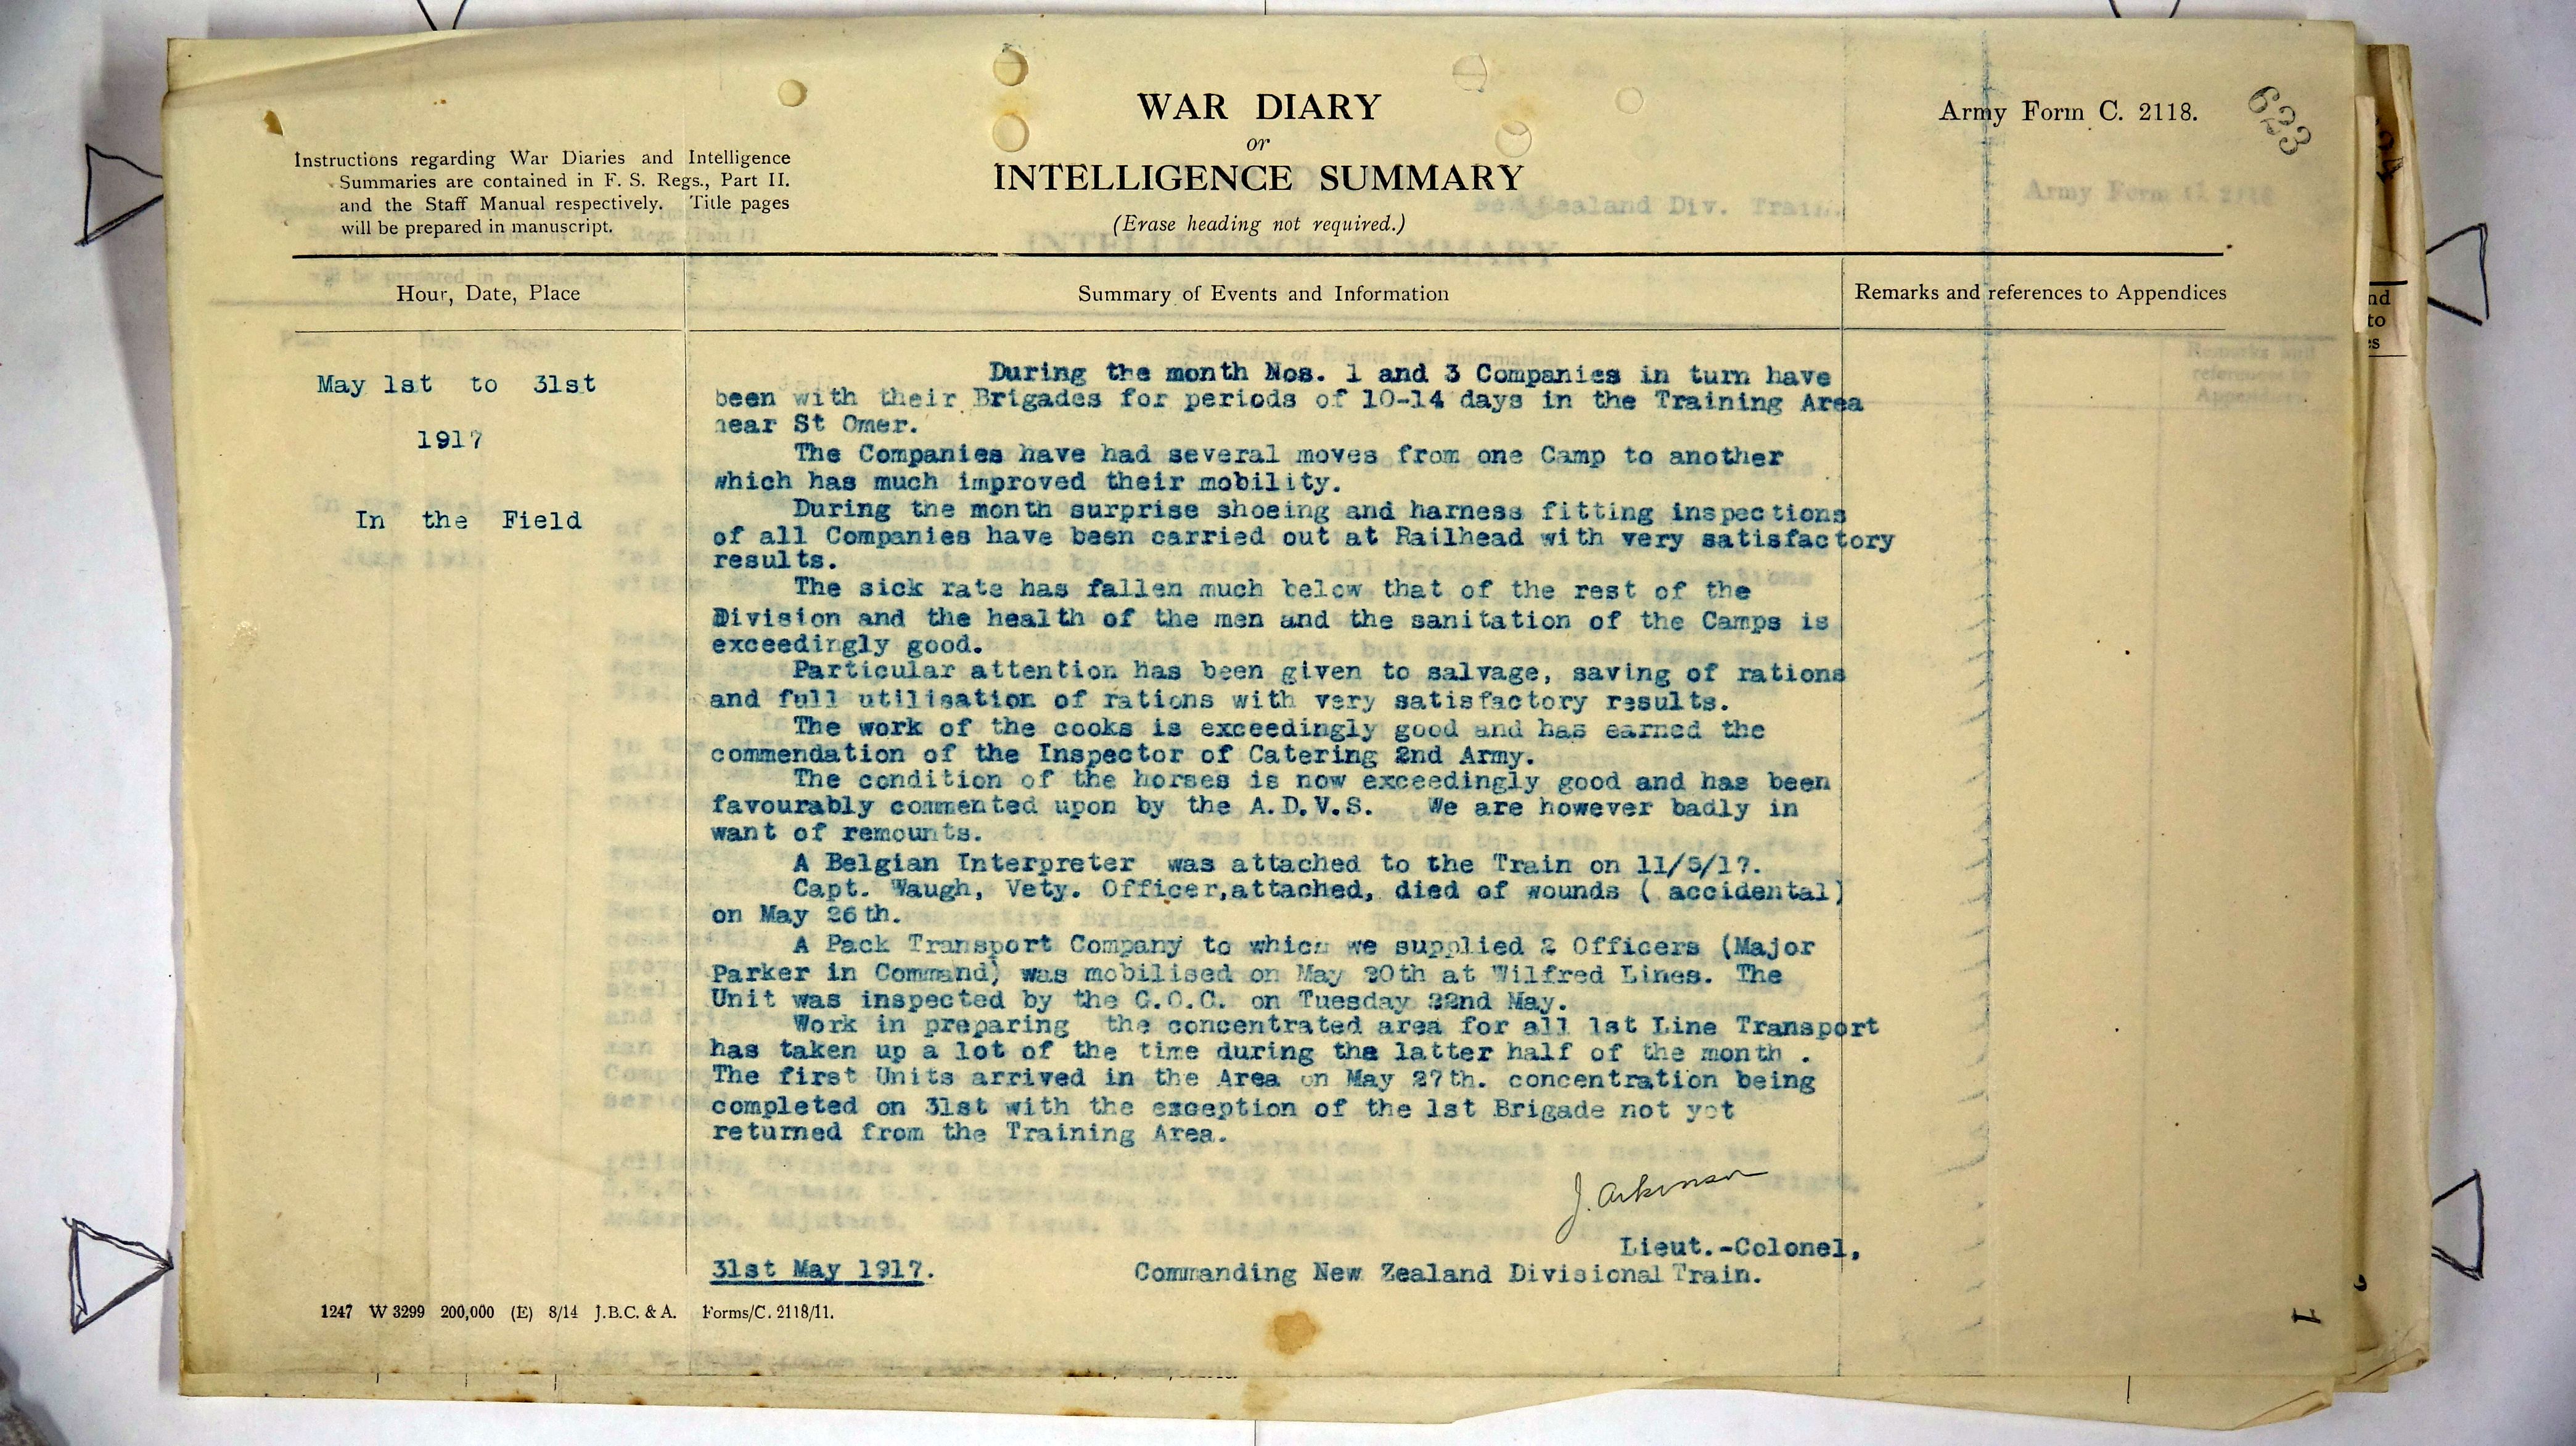 WAR DIARY
or
INTELLIGENCE SUMMARY
(Erase heading not required.)
Army Form C. 2118.
623
Instructions regarding War Diaries and Intelligence
Summaries are contained in F. S. Regs., Part II.
and the Staff Manual respectively. Title pages
will be prepared in manuscript.
Hour, Date, Place
Summary of Events and Information
Remarks and references to Appendices
May 1st to 31st
1917
In the Field
During the month Nos. 1 and 3 Companies in turn have
been with their Brigades for periods of 10-14 days in the Training Area
near St Omer.
The Companies have had several moves from one Camp to another
which has much improved their mobility.
During the month surprise shoeing and harness fitting inspections
of all Companies have been carried out at Railhead with very satisfactory
results.
The sick rate has fallen much below that of the rest of the
Division and the health of the men and the sanitation of the Camps is
exceedingly good.
Particular attention has been given to salvage, saving of rations
and full utilisation of rations with very satisfactory results.
The work of the cooks is exceedingly good and has earned the
commendation of the Inspector of Catering 2nd Army.
The condition of the horses is now exceedingly good and has been
favourably commented upon by the A.D.V.S. We are however badly in
want of remounts.
A Belgian Interpreter was attached to the Train on 11/5/17.
Capt. Waugh, Vety. Officer,attached, died of wounds ( accidental)
on May 26th.
A Pack Transport Company to which we supplied 2 Officers (Major
Parker in Command) was mobilised on May 20th at Wilfred Lines. The
Unit was inspected by the G.O.C. on Tuesday 22nd May.
Work in preparing the concentrated area for all 1st Line Transport
has taken up a lot of the time during the latter half of the month .
The first Units arrived in the Area on May 27th. concentration being
completed on 31st with the exception of the 1st Brigade not yet
returned from the Training Area.
J. Atkinson
Lieut.-Colonel,
31st May 1917. Commanding New Zealand Divisional Train.
1247 W 3299 200,000 (E) 8/14 J.B.C. & A. Forms/C. 2118/11.